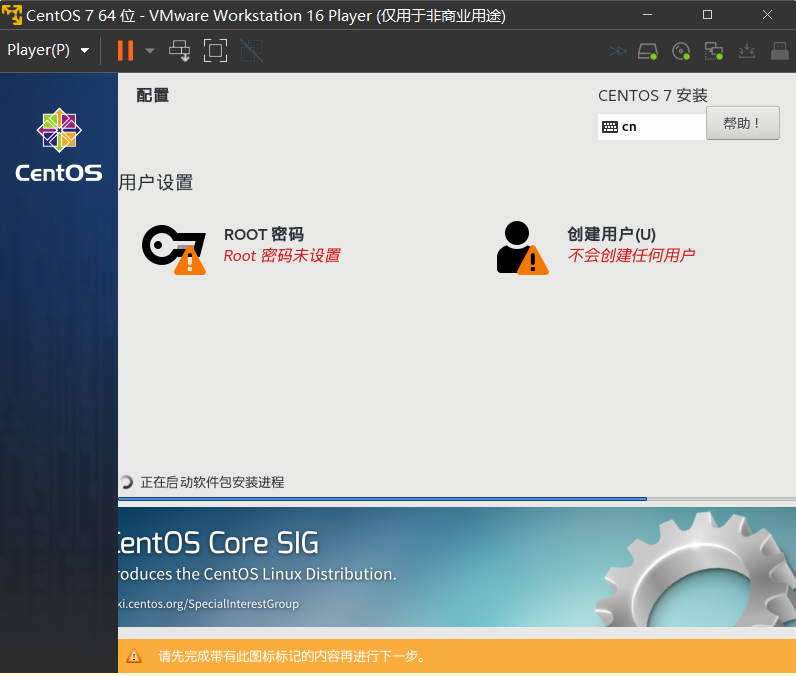 CentOS 7 64 位 - VMware Workstation 16 Player (仅用于非商业用途)
Player(P)
CentOS
配置
CENTOS 7 安装
cn
帮助！
用户设置
ROOT 密码
Root 密码未设置
创建用户(U)
不会创建任何用户
正在启动软件包安装进程
CentOS Core SIG
roduces the CentOS Linux Distribution.
ki.centos.org/SpecialInterestGroup
请先完成带有此图标标记的内容再进行下一步。